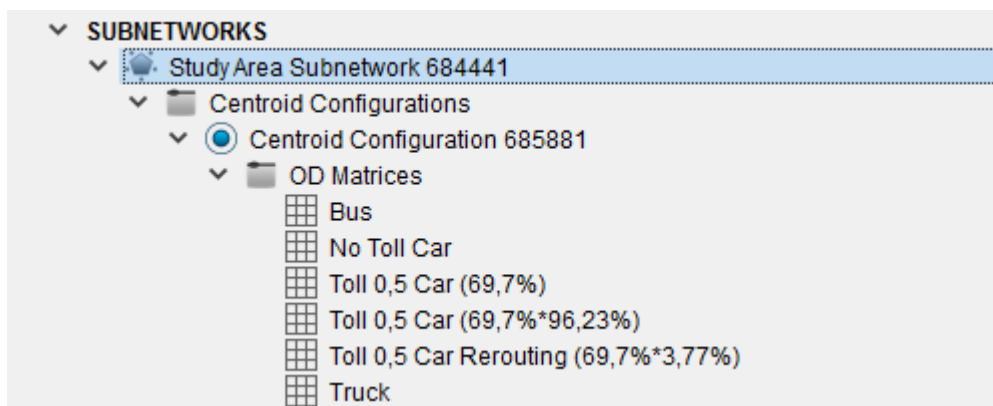 SUBNETWORKS
Study Area Subnetwork 684441
Centroid Configurations
Centroid Configuration 685881
OD Matrices
Bus
No Toll Car
Toll 0,5 Car (69,7%)
Toll 0,5 Car (69,7%*96,23%)
Toll 0,5 Car Rerouting (69,7%*3,77%)
Truck